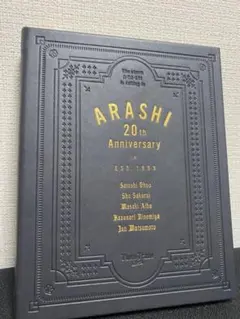 ARASHI
20th
Anniversary
EST. 1999
Satoshi Ohno
Sho Sakurai
Masaki Aiba
Kazunari Ninomiya
Jun Matsumoto